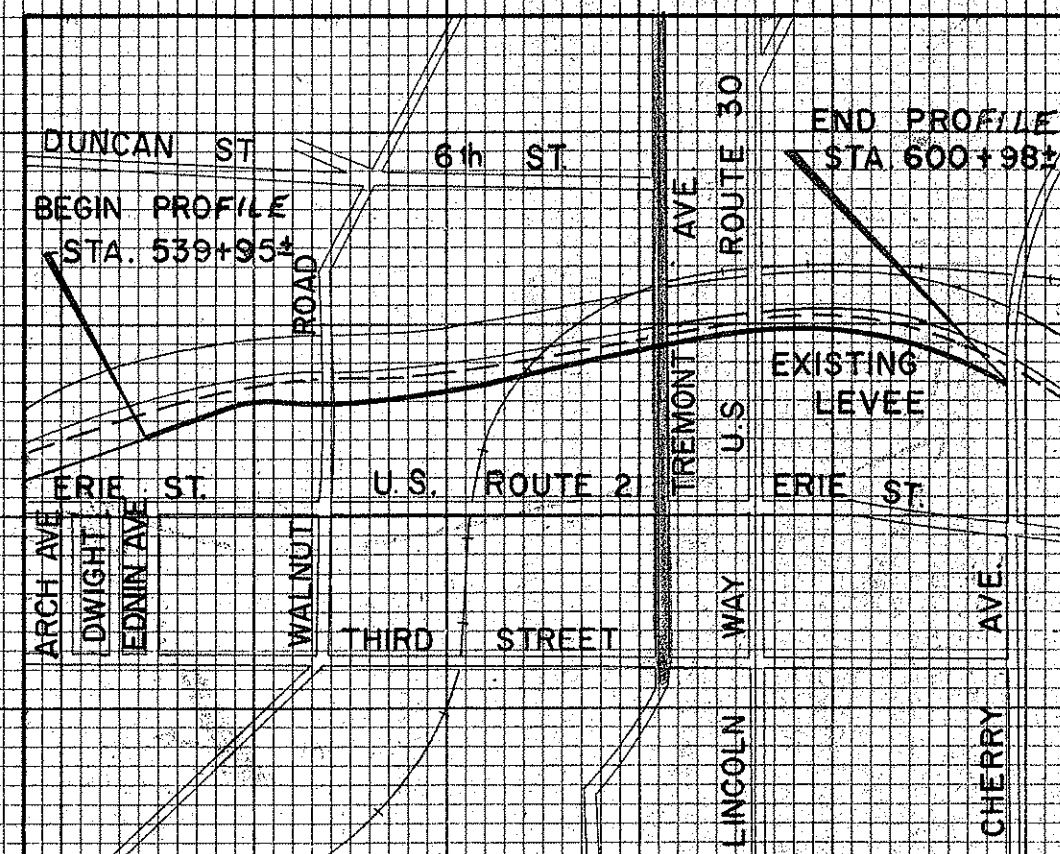 DUNCAN ST
6th ST.
END PROFILE
STA. 600+98±
BEGIN PROFILE
STA. 539+95±
WALNUT ROAD
TREMONT AVE
U.S ROUTE 30
EXISTING
LEVEE
ERIE ST.
U.S. ROUTE 21
ERIE ST.
ARCH AVE
DWIGHT
EDNIN AVE
THIRD STREET
LINCOLN WAY
CHERRY AVE.